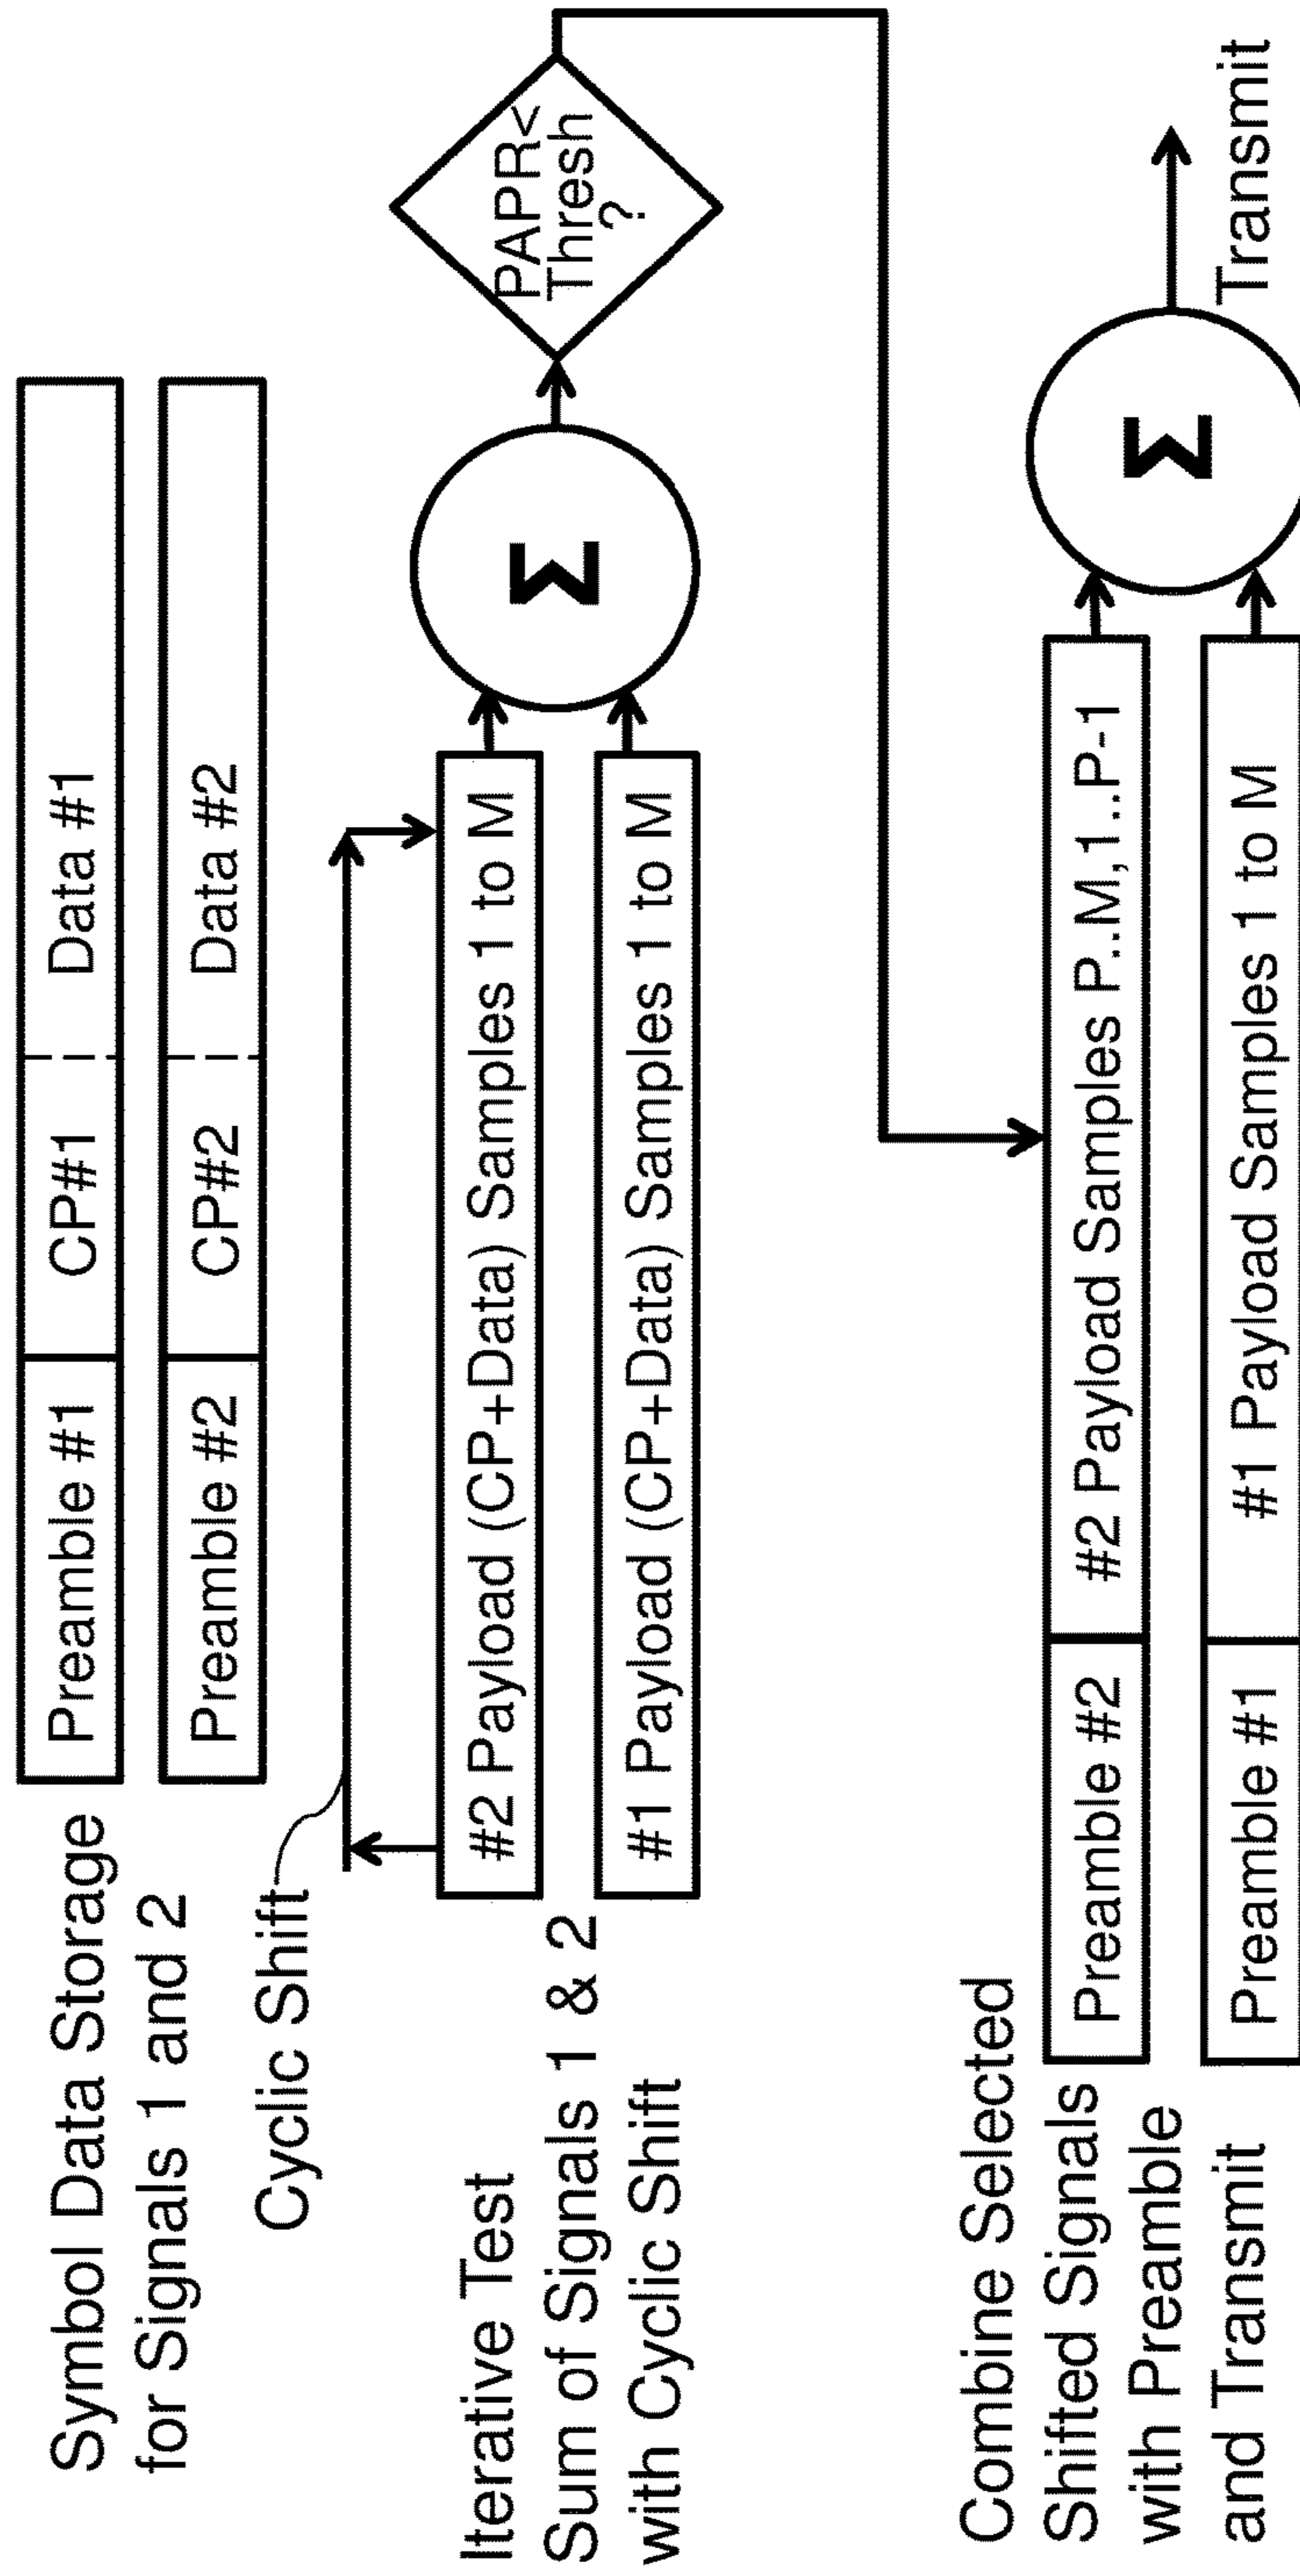 Symbol Data Storage
for Signals 1 and 2
Preamble #1 CP#1 Data #1
Preamble #2 CP#2 Data #2
Cyclic Shift
Iterative Test
Sum of Signals 1 & 2
with Cyclic Shift
#2 Payload (CP+Data) Samples 1 to M
#1 Payload (CP+Data) Samples 1 to M
Σ
PAPR<
Thresh
?
Combine Selected
Shifted Signals
with Preamble
and Transmit
Preamble #2 #2 Payload Samples P..M,1..P-1
Preamble #1 #1 Payload Samples 1 to M
Σ
Transmit